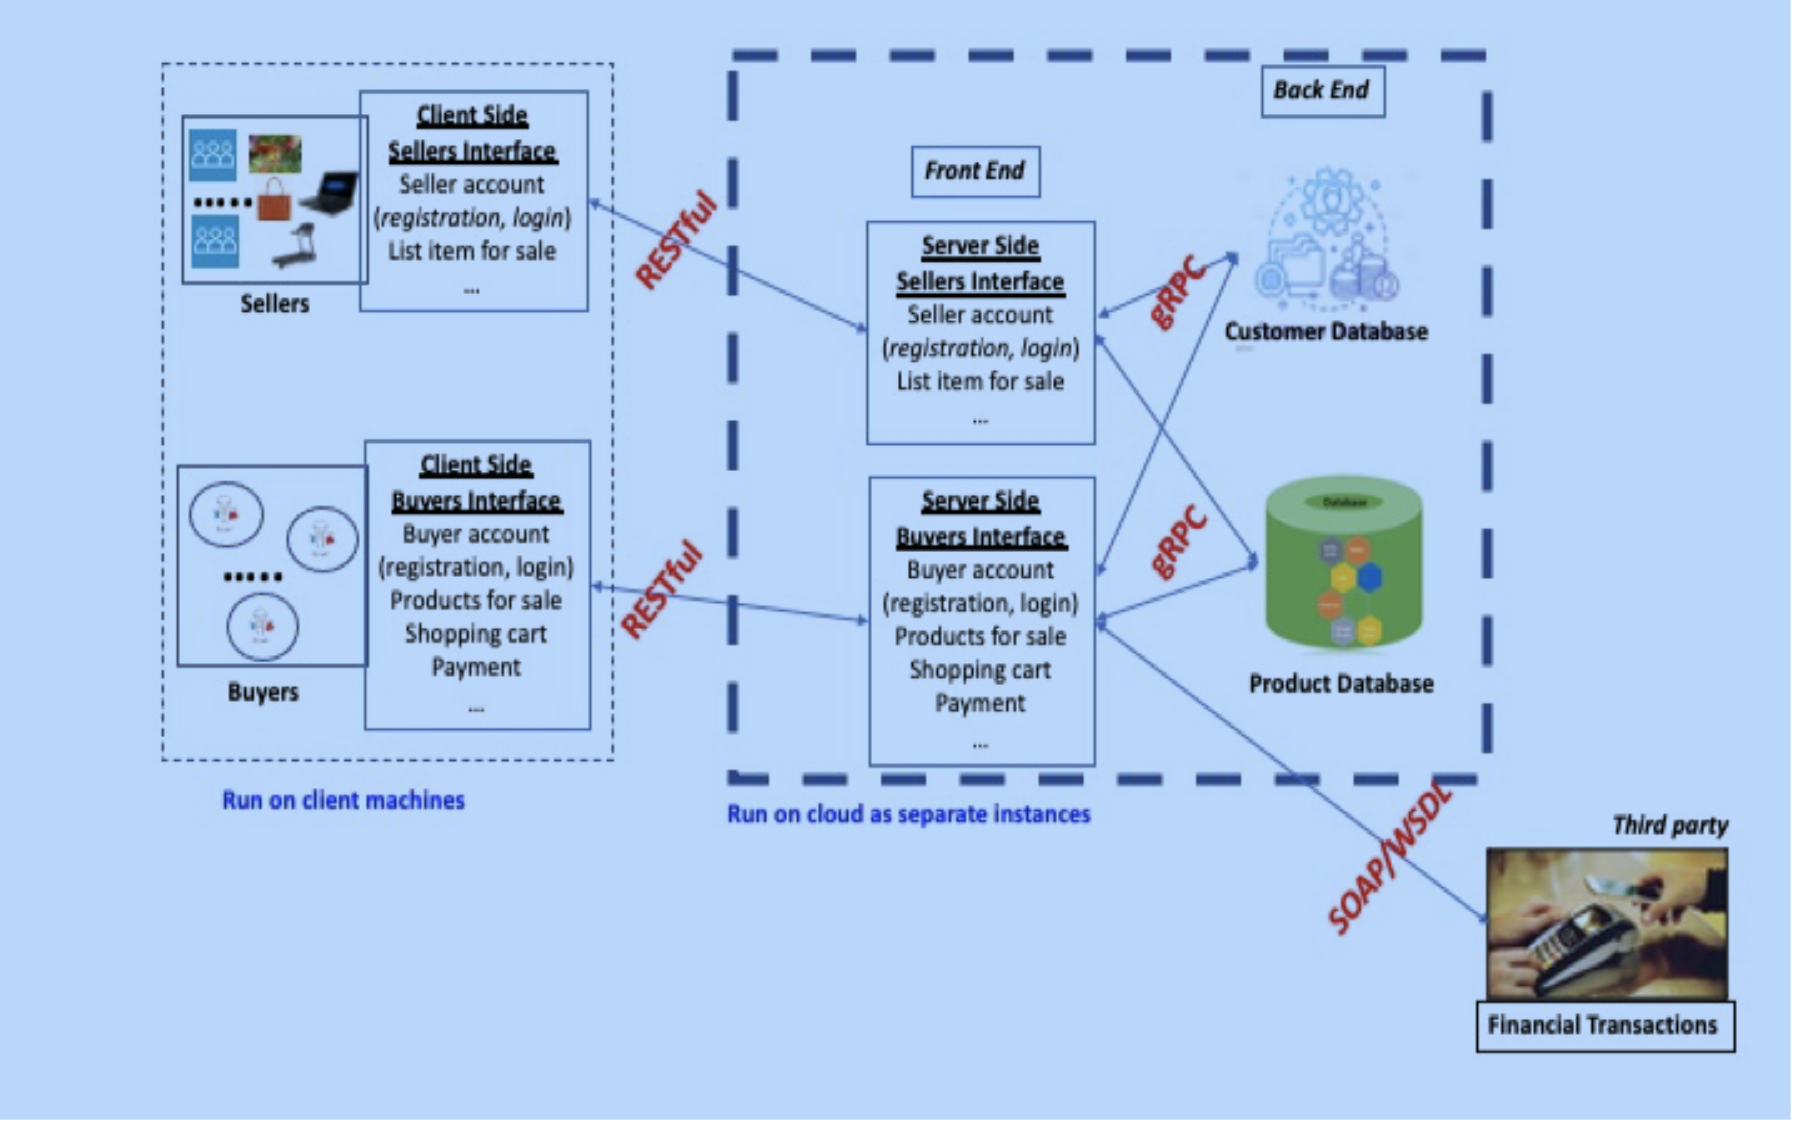 Client Side
Sellers Interface
Seller account
(registration, login)
List item for sale
...
Sellers
Client Side
Buyers Interface
Buyer account
(registration, login)
Products for sale
Shopping cart
Payment
...
Buyers
Run on client machines
RESTful
RESTful
Front End
Server Side
Sellers Interface
Seller account
(registration, login)
List item for sale
...
Server Side
Buyers Interface
Buyer account
(registration, login)
Products for sale
Shopping cart
Payment
...
Run on cloud as separate instances
gRPC
gRPC
Back End
Customer Database
Database
Product Database
SOAP/WSDL
Third party
Financial Transactions